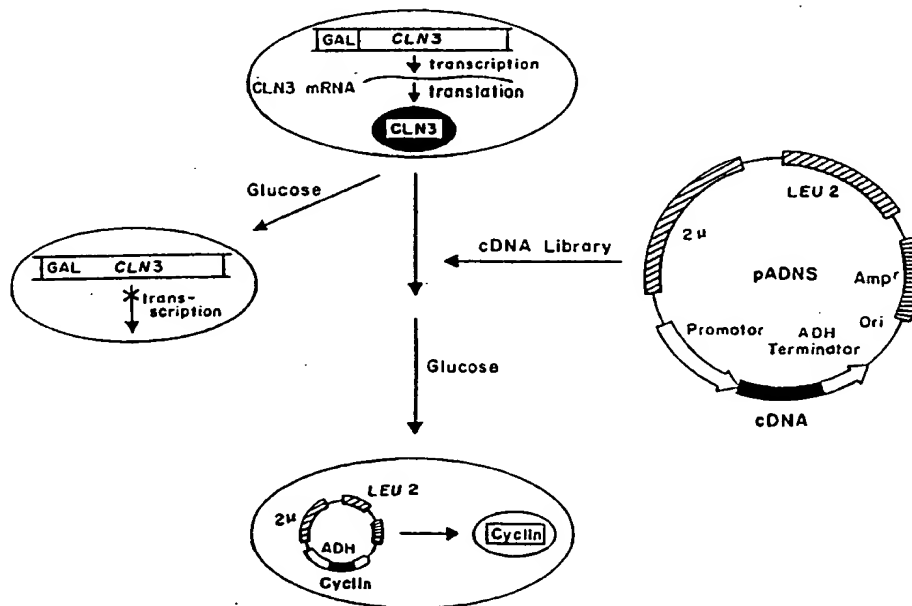 GAL CLN3
transcription
CLN3 mRNA
translation
CLN3
Glucose
GAL CLN3
trans-
scription
cDNA Library
LEU 2
2μ
pADNS
Ampr
Ori
Promotor
ADH
Terminator
cDNA
Glucose
LEU 2
2μ
ADH
Cyclin
Cyclin